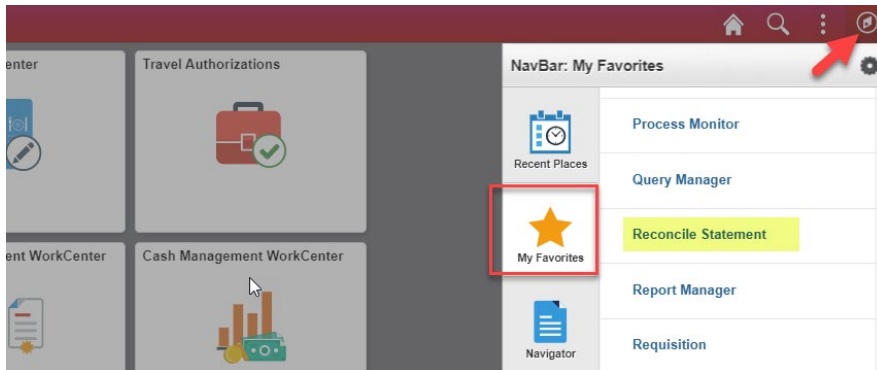 enter
Travel Authorizations
NavBar: My Favorites
Recent Places
Process Monitor
Query Manager
My Favorites
Reconcile Statement
ent WorkCenter
Cash Management WorkCenter
Navigator
Report Manager
Requisition